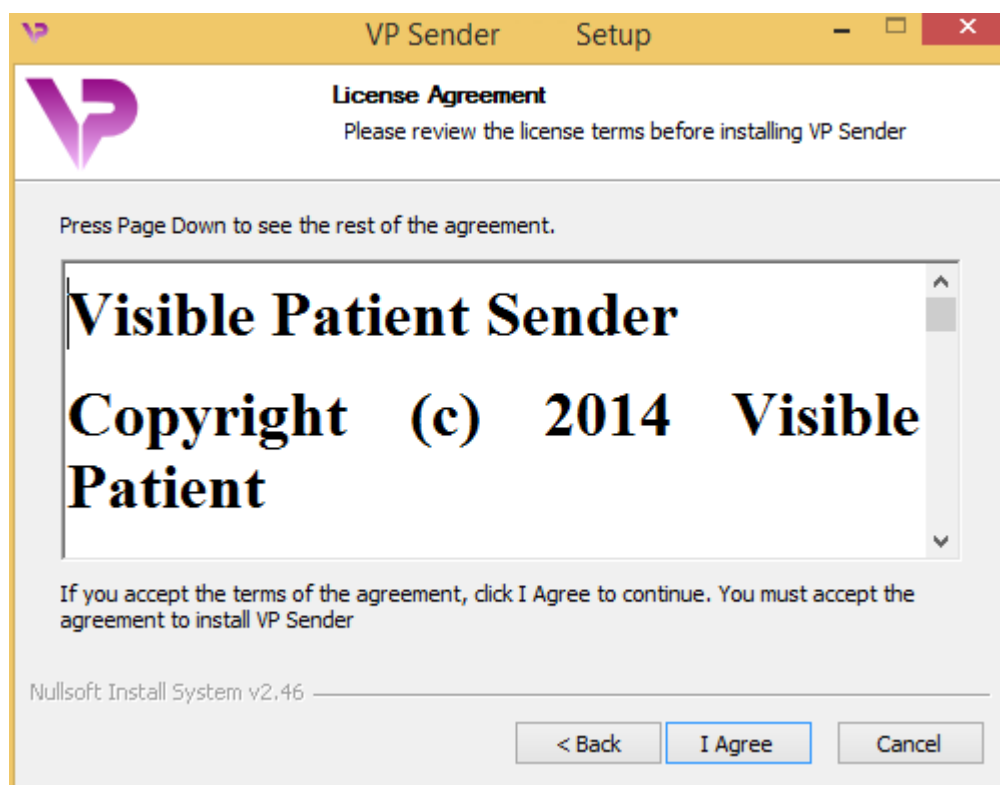 VP
VP Sender Setup
VP
License Agreement
Please review the license terms before installing VP Sender
Press Page Down to see the rest of the agreement.
Visible Patient Sender
Copyright (c) 2014 Visible
Patient
If you accept the terms of the agreement, click I Agree to continue. You must accept the
agreement to install VP Sender
Nullsoft Install System v2.46
< Back
I Agree
Cancel